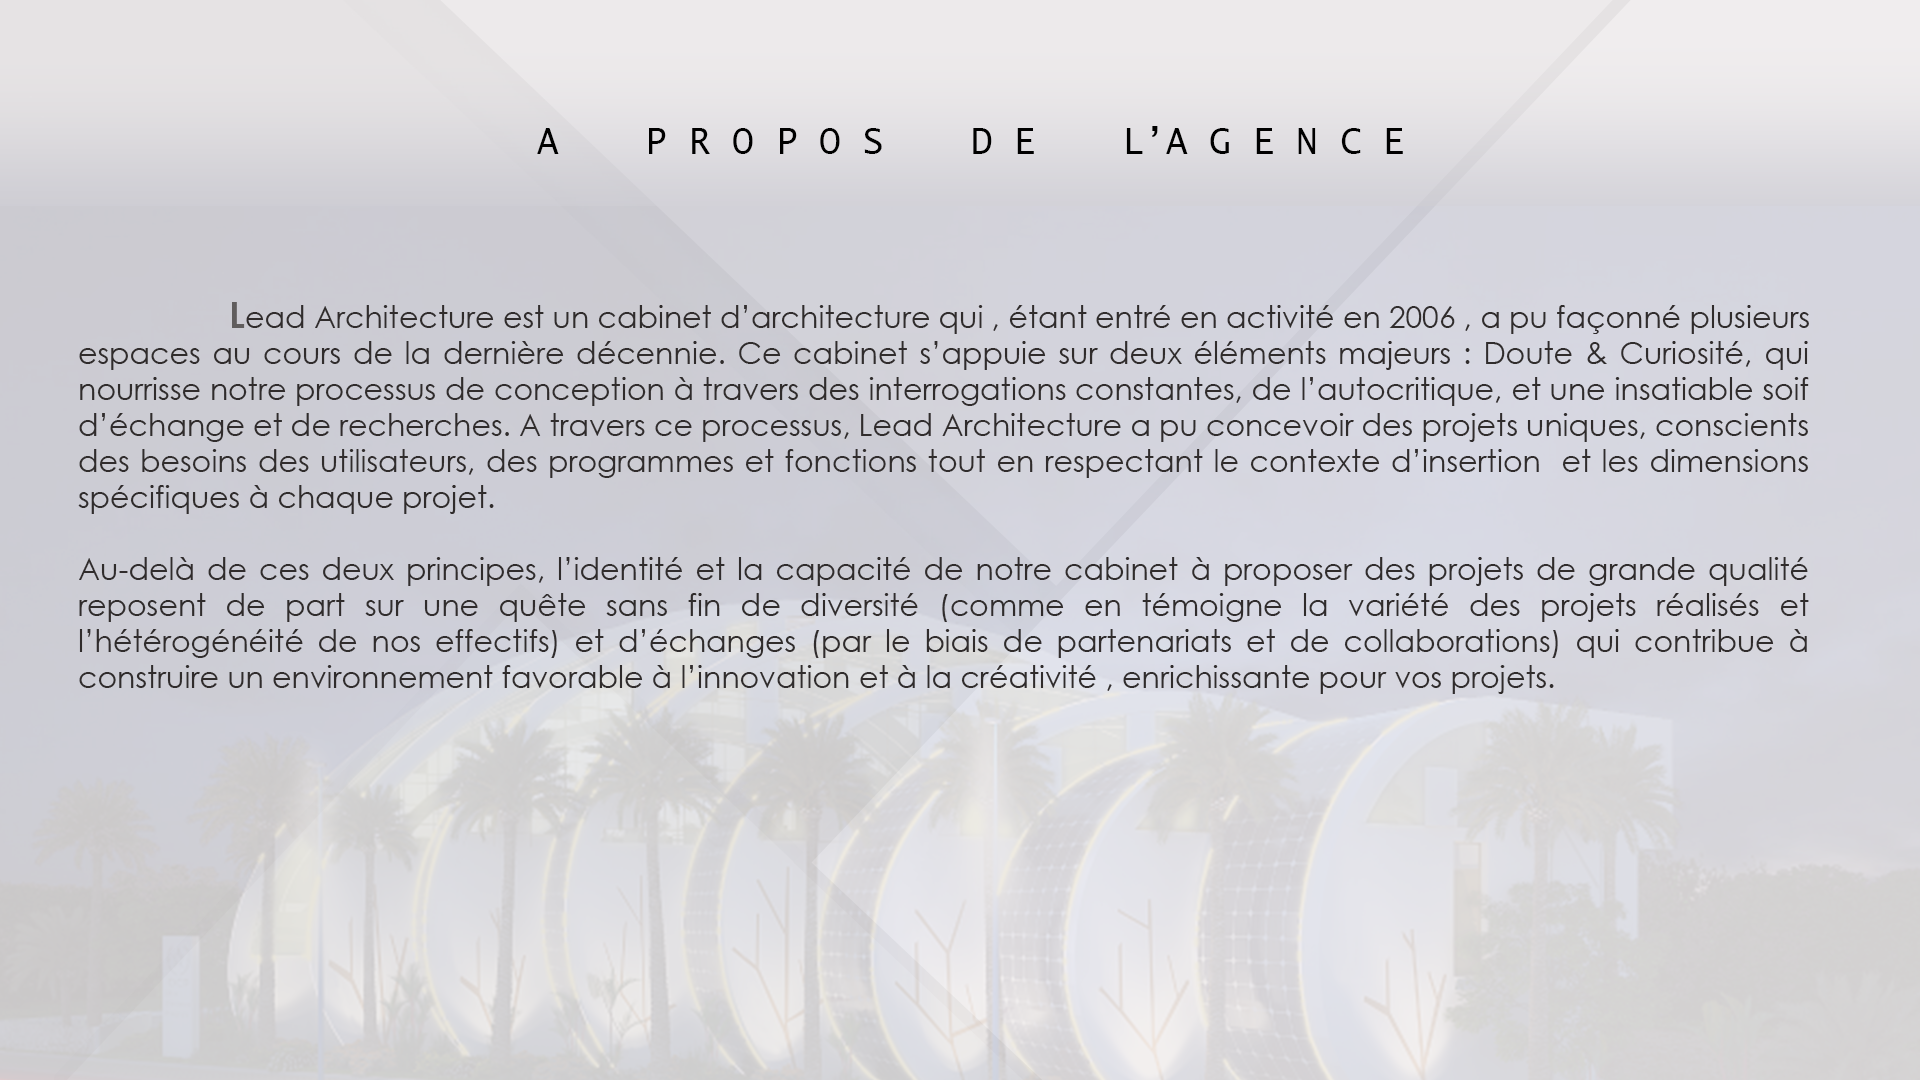 A PROPOS DE L’AGENCE
Lead Architecture est un cabinet d’architecture qui , étant entré en activité en 2006 , a pu façonné plusieurs
espaces au cours de la dernière décennie. Ce cabinet s’appuie sur deux éléments majeurs : Doute & Curiosité, qui
nourrisse notre processus de conception à travers des interrogations constantes, de l’autocritique, et une insatiable soif
d’échange et de recherches. A travers ce processus, Lead Architecture a pu concevoir des projets uniques, conscients
des besoins des utilisateurs, des programmes et fonctions tout en respectant le contexte d’insertion  et les dimensions
spécifiques à chaque projet.
Au-delà de ces deux principes, l’identité et la capacité de notre cabinet à proposer des projets de grande qualité
reposent de part sur une quête sans fin de diversité (comme en témoigne la variété des projets réalisés et
l’hétérogénéité de nos effectifs) et d’échanges (par le biais de partenariats et de collaborations) qui contribue à
construire un environnement favorable à l’innovation et à la créativité , enrichissante pour vos projets.